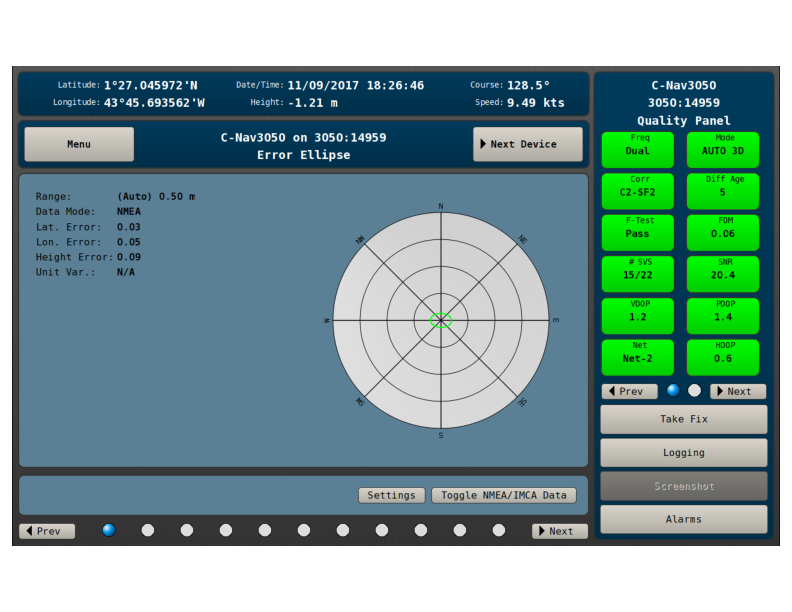 Latitude: 1°27.045972'N
Date/Time: 11/09/2017 18:26:46
Course: 128.5°
Longitude: 43°45.693562'W
Height: -1.21 m
Speed: 9.49 kts
Menu
C-Nav3050 on 3050:14959
Error Ellipse
Next Device
Range: (Auto) 0.50 m
Data Mode: NMEA
Lat. Error: 0.03
Lon. Error: 0.05
Height Error: 0.09
Unit Var.: N/A
N
NW
NE
W
E
SW
SE
S
Settings
Toggle NMEA/IMCA Data
Prev
Next
C-Nav3050
3050:14959
Quality Panel
Freq
Dual
Mode
AUTO 3D
Corr
C2-SF2
Diff Age
5
F-Test
Pass
FOM
0.06
# SVS
15/22
SNR
20.4
VDOP
1.2
PDOP
1.4
Net
Net-2
HDOP
0.6
Prev
Next
Take Fix
Logging
Screenshot
Alarms